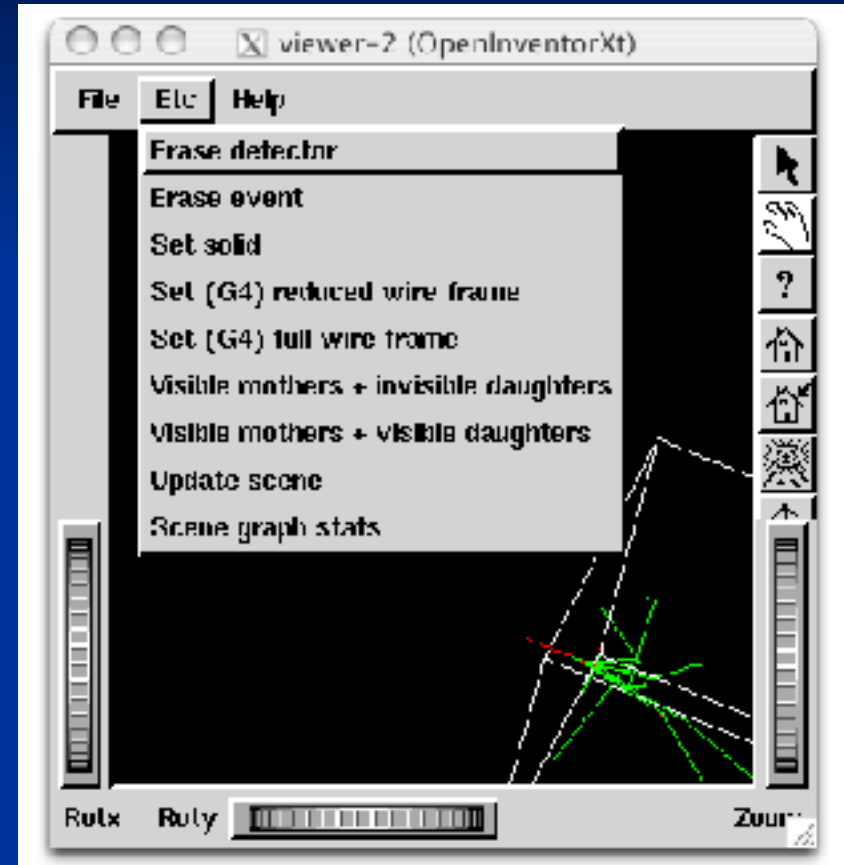 viewer-2 (OpenInventorXt)
File Etc Help
Erase detector
Erase event
Set solid
Set (G4) reduced wire frame
Set (G4) full wire frame
Visible mothers + invisible daughters
Visible mothers + visible daughters
Update scene
Scene graph stats
?
Rotx Roty Zoom